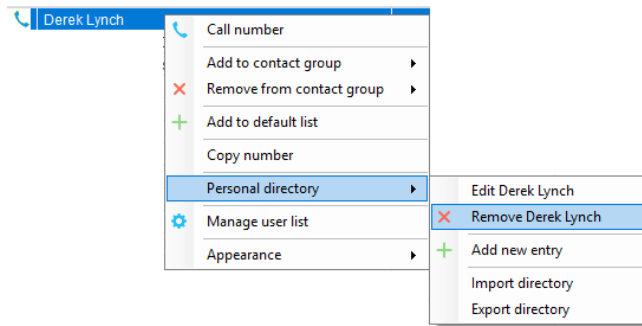 Derek Lynch
Call number
Add to contact group
Remove from contact group
Add to default list
Copy number
Personal directory
Manage user list
Appearance
Edit Derek Lynch
Remove Derek Lynch
Add new entry
Import directory
Export directory